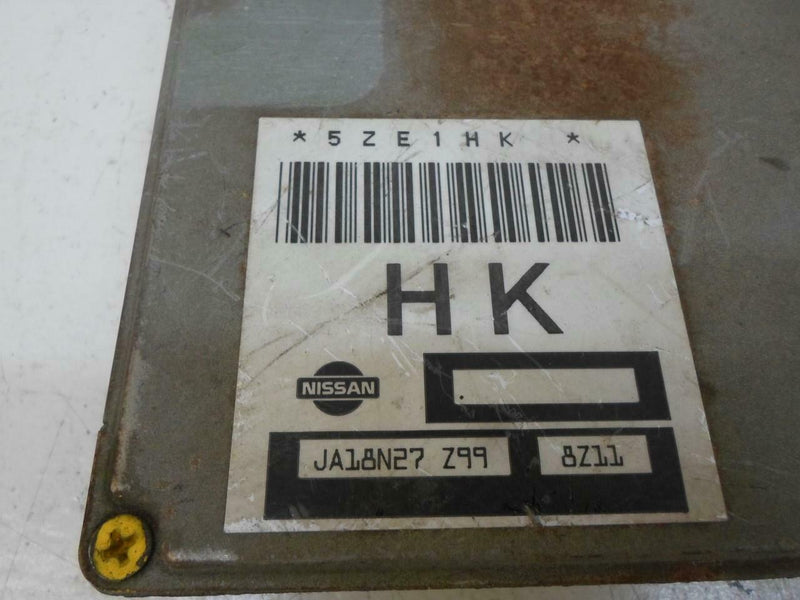 *5ZE1HK *
HK
NISSAN
JA18N27 Z99 8Z11